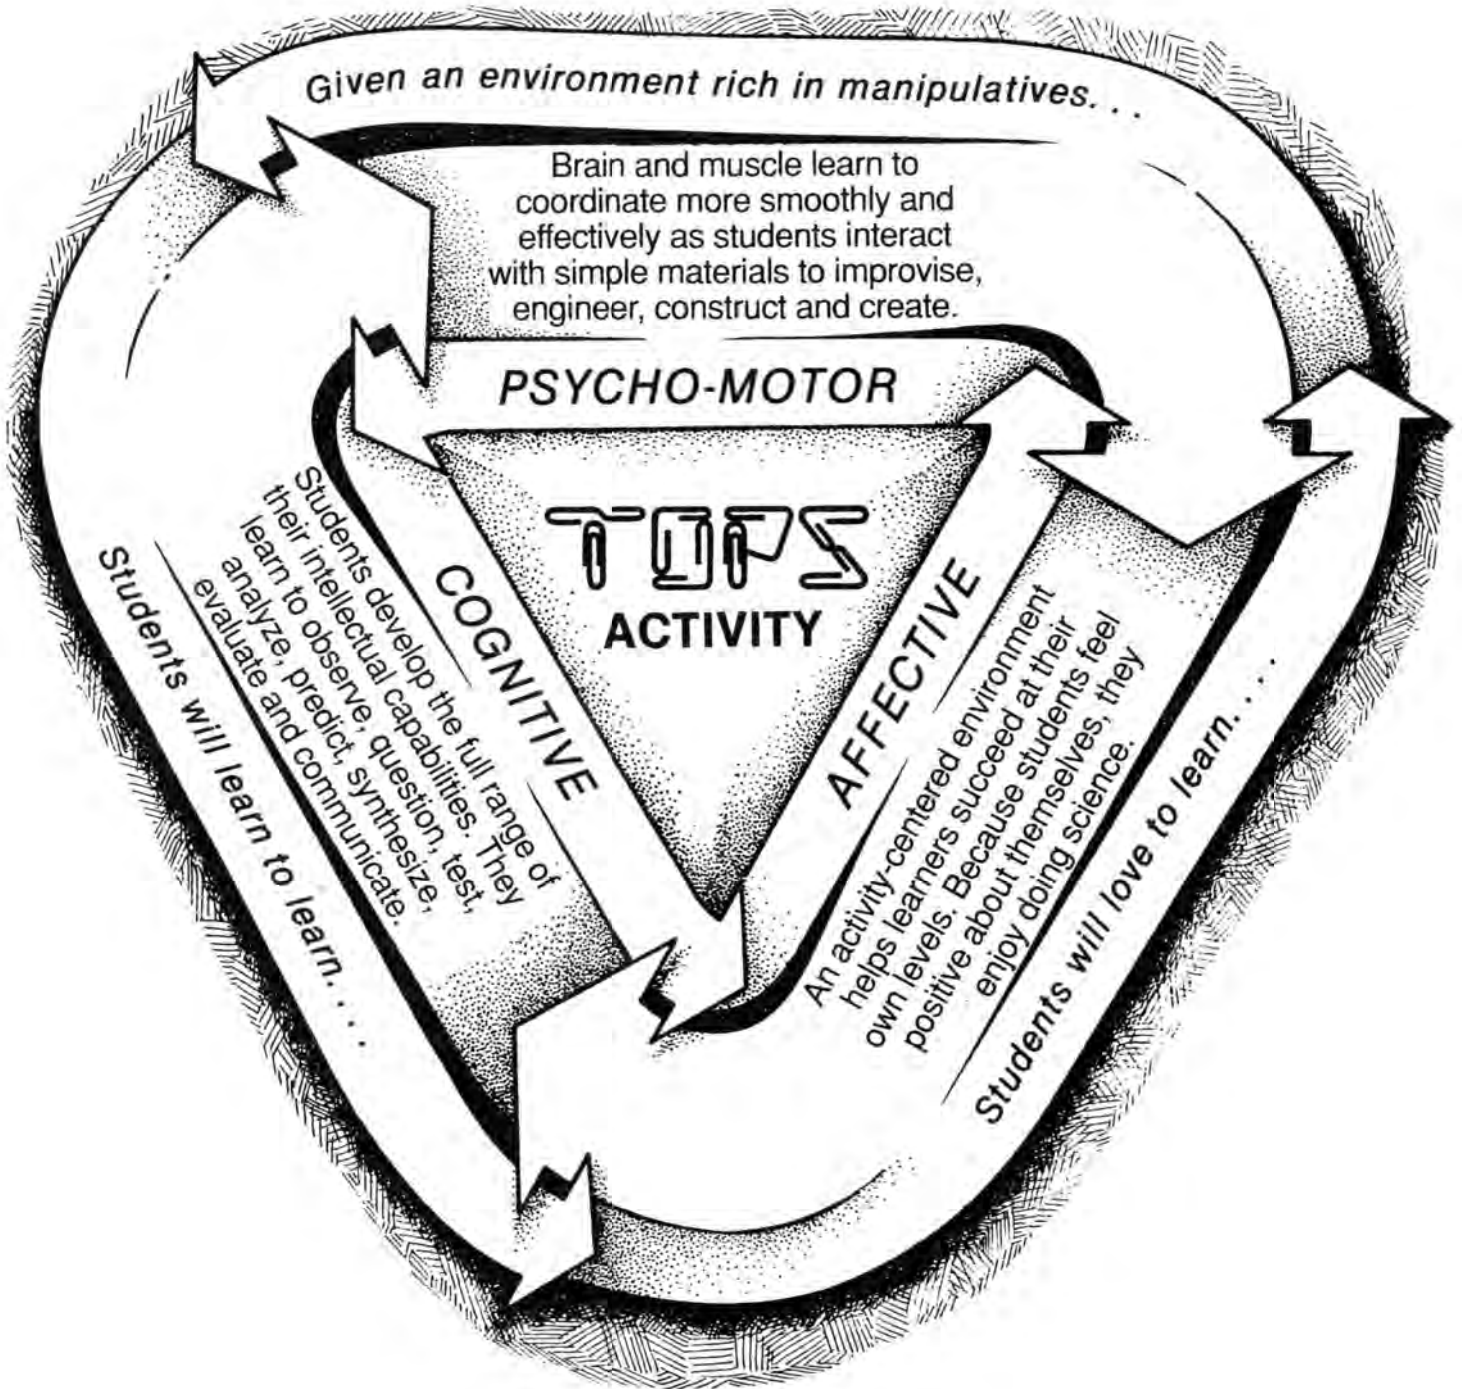 Given an environment rich in manipulatives. . .
Brain and muscle learn to
coordinate more smoothly and
effectively as students interact
with simple materials to improvise,
engineer, construct and create.
PSYCHO-MOTOR
TOPS
ACTIVITY
COGNITIVE
Students develop the full range of
their intellectual capabilities. They
learn to observe, question, test,
analyze, predict, synthesize,
evaluate and communicate.
Students will learn to learn. . . .
AFFECTIVE
An activity-centered environment
helps learners succeed at their
own levels. Because students feel
positive about themselves, they
enjoy doing science.
Students will love to learn. . . .